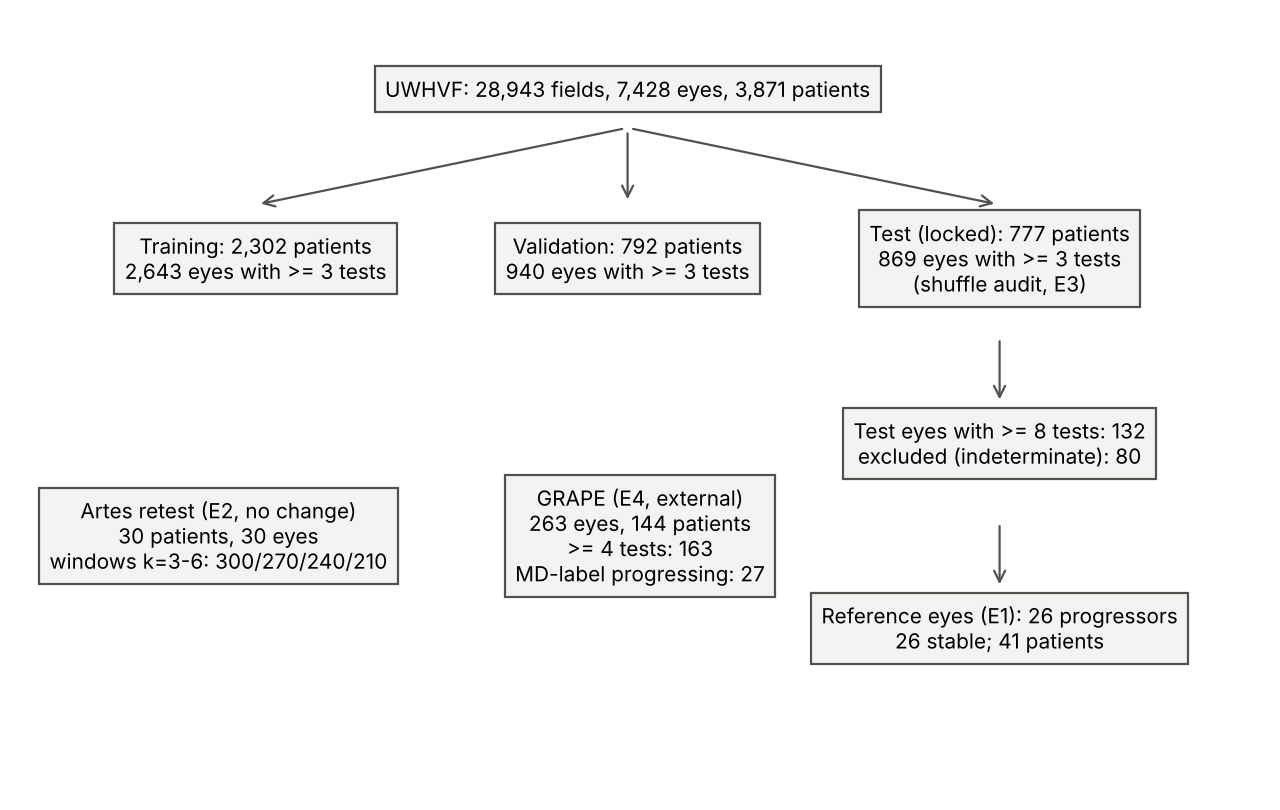 UWHVF: 28,943 fields, 7,428 eyes, 3,871 patients
Training: 2,302 patients
2,643 eyes with >= 3 tests
Validation: 792 patients
940 eyes with >= 3 tests
Test (locked): 777 patients
869 eyes with >= 3 tests
(shuffle audit, E3)
Test eyes with >= 8 tests: 132
excluded (indeterminate): 80
Artes retest (E2, no change)
30 patients, 30 eyes
windows k=3-6: 300/270/240/210
GRAPE (E4, external)
263 eyes, 144 patients
>= 4 tests: 163
MD-label progressing: 27
Reference eyes (E1): 26 progressors
26 stable; 41 patients